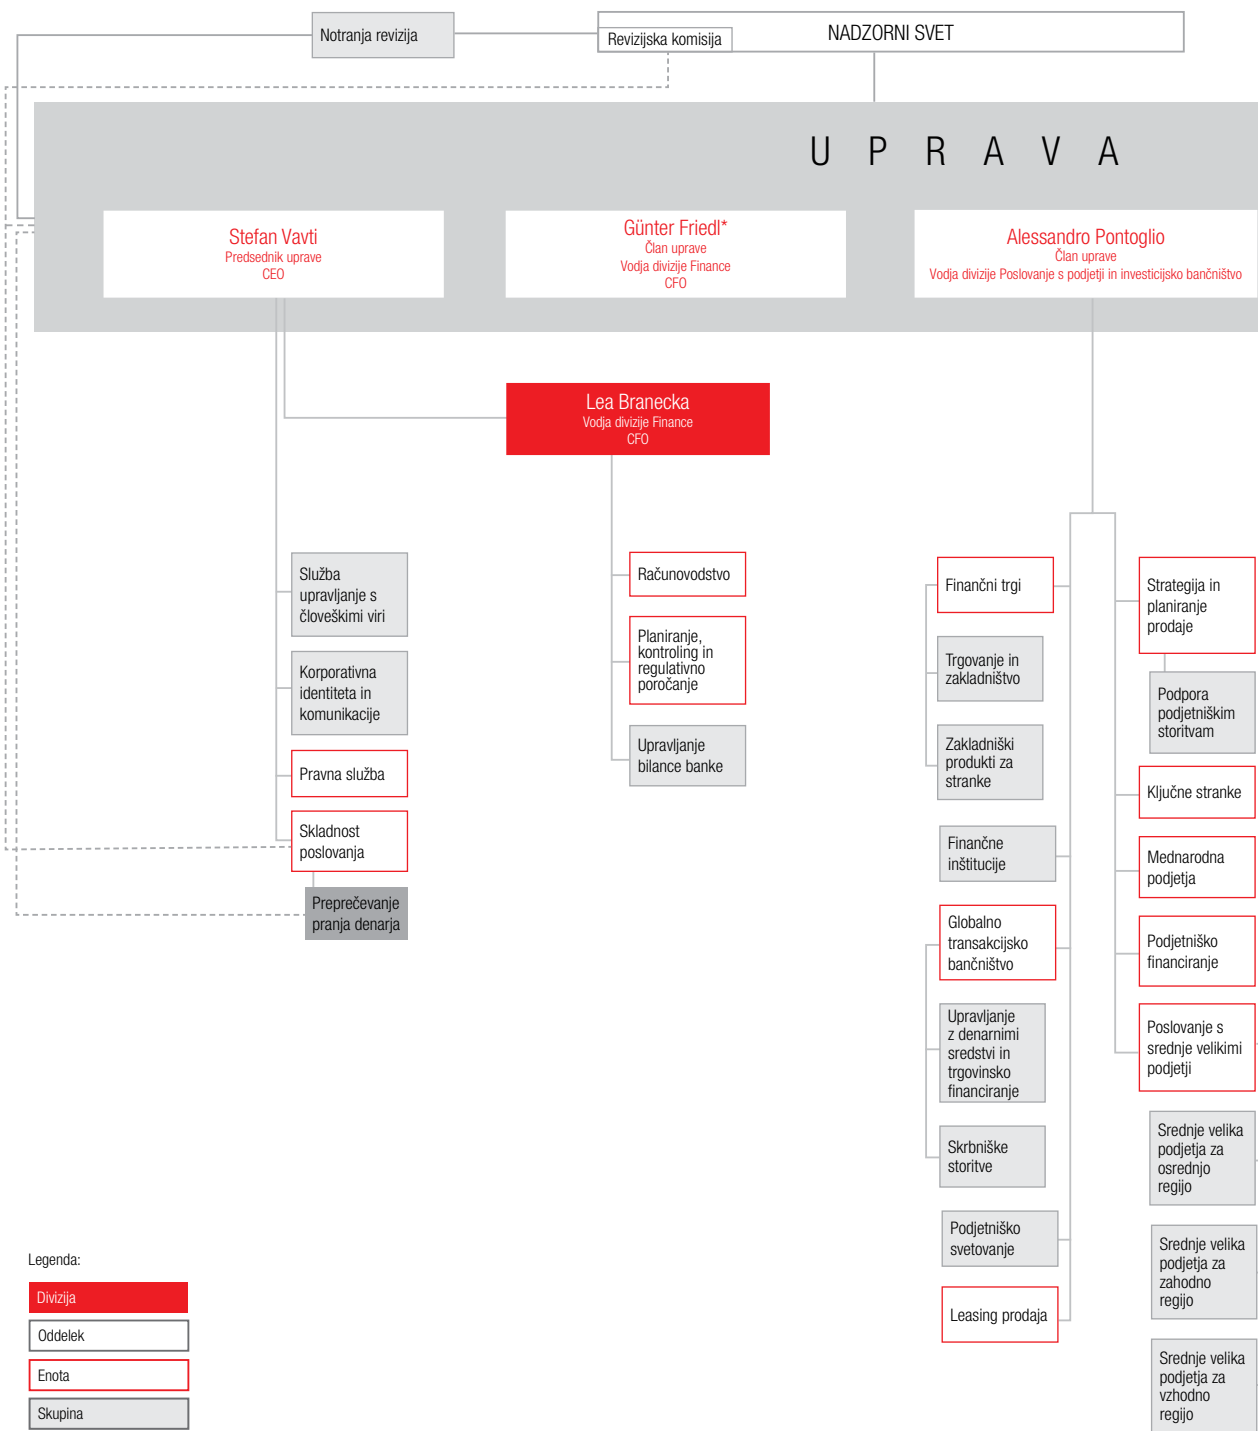 Notranja revizija
Revizijska komisija
NADZORNI SVET
UPRAVA
Stefan Vavti
Predsednik uprave
CEO
Günter Friedl*
Član uprave
Vodja divizije Finance
CFO
Alessandro Pontoglio
Član uprave
Vodja divizije Poslovanje s podjetji in investicijsko bančništvo
Lea Branecka
Vodja divizije Finance
CFO
Služba
upravljanje s
človeškimi viri
Korporativna
identiteta in
komunikacije
Pravna služba
Skladnost
poslovanja
Preprečevanje
pranja denarja
Računovodstvo
Planiranje,
kontroling in
regulativno
poročanje
Upravljanje
bilance banke
Finančni trgi
Trgovanje in
zakladništvo
Zakladniški
produkti za
stranke
Finančne
inštitucije
Globalno
transakcijsko
bančništvo
Upravljanje
z denarnimi
sredstvi in
trgovinsko
financiranje
Skrbniške
storitve
Podjetniško
svetovanje
Leasing prodaja
Strategija in
planiranje
prodaje
Podpora
podjetniškim
storitvam
Ključne stranke
Mednarodna
podjetja
Podjetniško
financiranje
Poslovanje s
srednje velikimi
podjetji
Srednje velika
podjetja za
osrednjo
regijo
Srednje velika
podjetja za
zahodno
regijo
Srednje velika
podjetja za
vzhodno
regijo
Legenda:
Divizija
Oddelek
Enota
Skupina